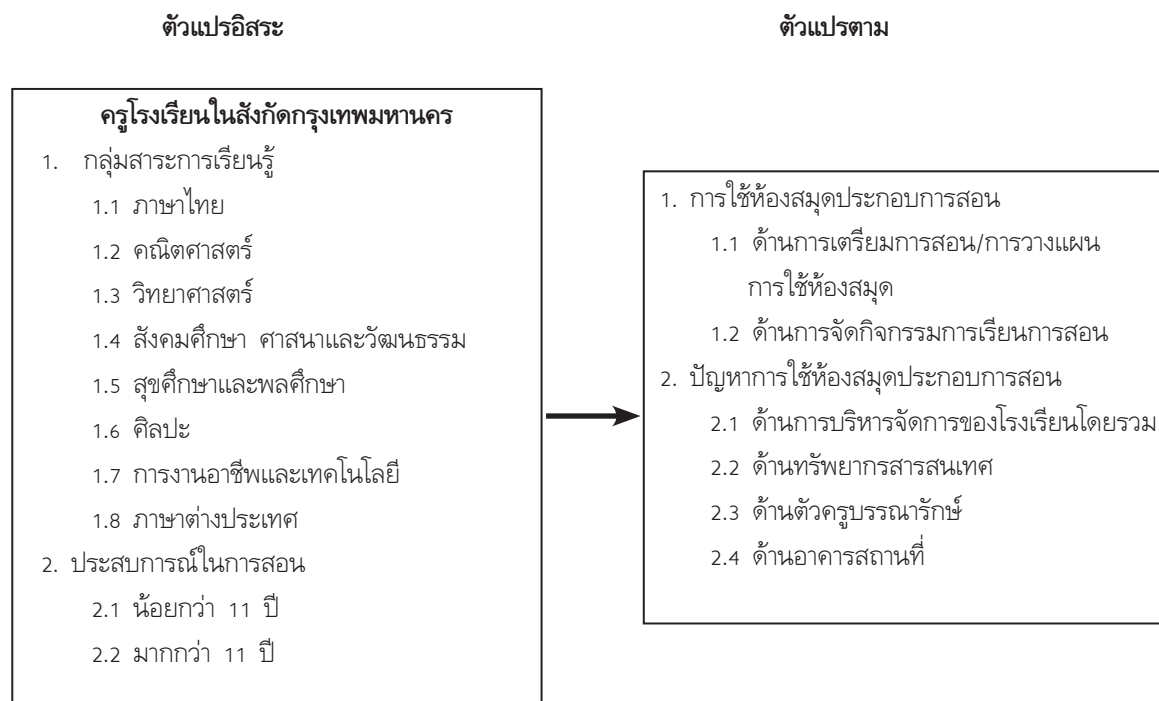 ตัวแปรอิสระ
ตัวแปรตาม
ครูโรงเรียนในสังกัดกรุงเทพมหานคร
1. กลุ่มสาระการเรียนรู้
1.1 ภาษาไทย
1.2 คณิตศาสตร์
1.3 วิทยาศาสตร์
1.4 สังคมศึกษา ศาสนาและวัฒนธรรม
1.5 สุขศึกษาและพลศึกษา
1.6 ศิลปะ
1.7 การงานอาชีพและเทคโนโลยี
1.8 ภาษาต่างประเทศ
2. ประสบการณ์ในการสอน
2.1 น้อยกว่า 11 ปี
2.2 มากกว่า 11 ปี
1. การใช้ห้องสมุดประกอบการสอน
1.1 ด้านการเตรียมการสอน/การวางแผน
การใช้ห้องสมุด
1.2 ด้านการจัดกิจกรรมการเรียนการสอน
2. ปัญหาการใช้ห้องสมุดประกอบการสอน
2.1 ด้านการบริหารจัดการของโรงเรียนโดยรวม
2.2 ด้านทรัพยากรสารสนเทศ
2.3 ด้านตัวครูบรรณารักษ์
2.4 ด้านอาคารสถานที่